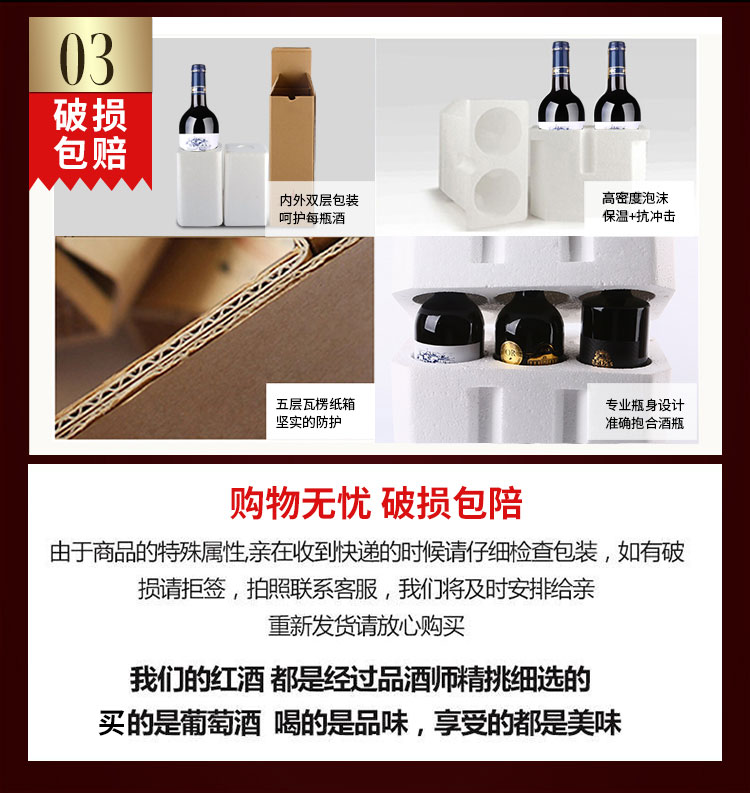 03
破损
包赔
内外双层包装
呵护每瓶酒
高密度泡沫
保温+抗冲击
五层瓦楞纸箱
坚实的防护
专业瓶身设计
准确抱合酒瓶
购物无忧 破损包陪
由于商品的特殊属性,亲在收到快递的时候请仔细检查包装，如有破
损请拒签，拍照联系客服，我们将及时安排给亲
重新发货请放心购买
我们的红酒 都是经过品酒师精挑细选的
买的是葡萄酒 喝的是品味，享受的都是美味